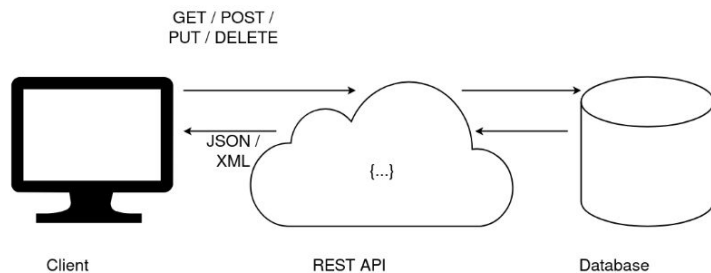 GET / POST /
PUT / DELETE
JSON /
XML
{...}
Client
REST API
Database